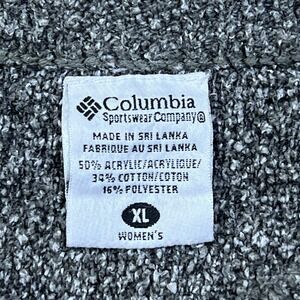 Columbia
Sportswear Company®
MADE IN SRI LANKA
FABRIQUE AU SRI LANKA
50% ACRYLIC/ACRYLIQUE/
34% COTTON/COTON
16% POLYESTER
XL
WOMEN'S